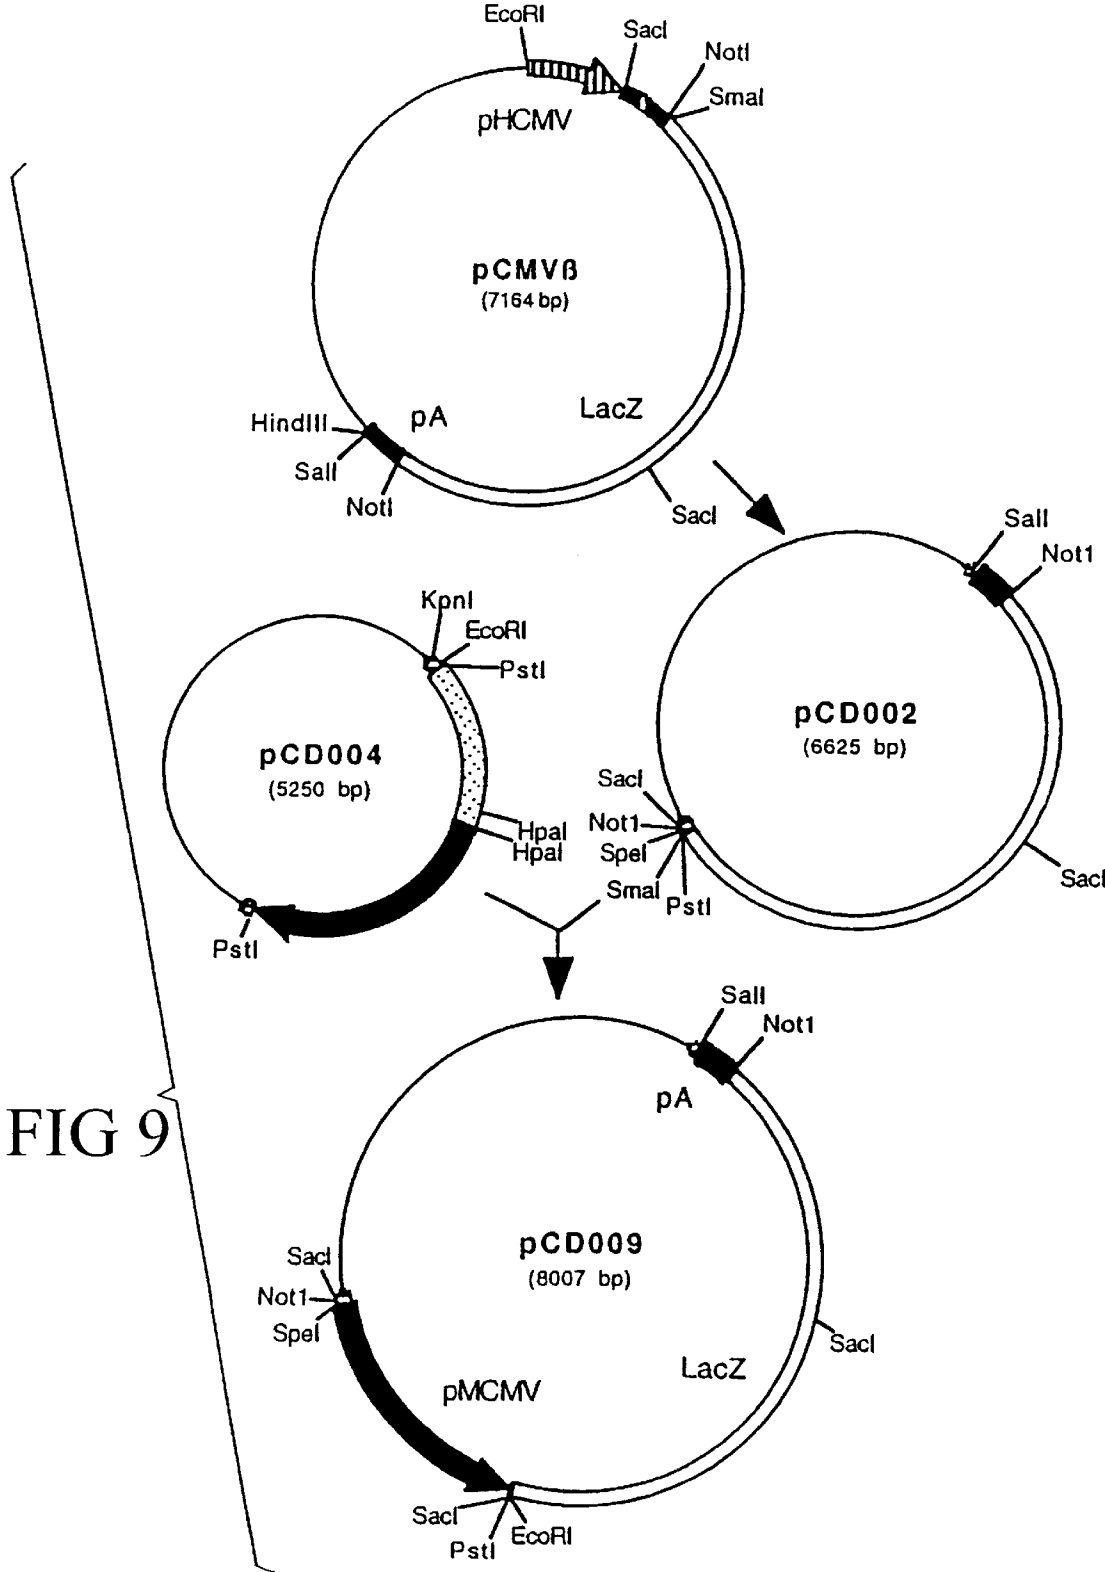 EcoRI
SacI
NotI
SmaI
pHCMV
pCMVß
(7164 bp)
HindIII
pA
LacZ
SalI
NotI
SacI
SalI
Not1
KpnI
EcoRI
PstI
pCD004
(5250 bp)
HpaI
HpaI
PstI
pCD002
(6625 bp)
SacI
Not1
SpeI
SmaI
PstI
SacI
SalI
Not1
pA
FIG 9
pCD009
(8007 bp)
SacI
Not1
SpeI
pMCMV
LacZ
SacI
SacI
PstI
EcoRI